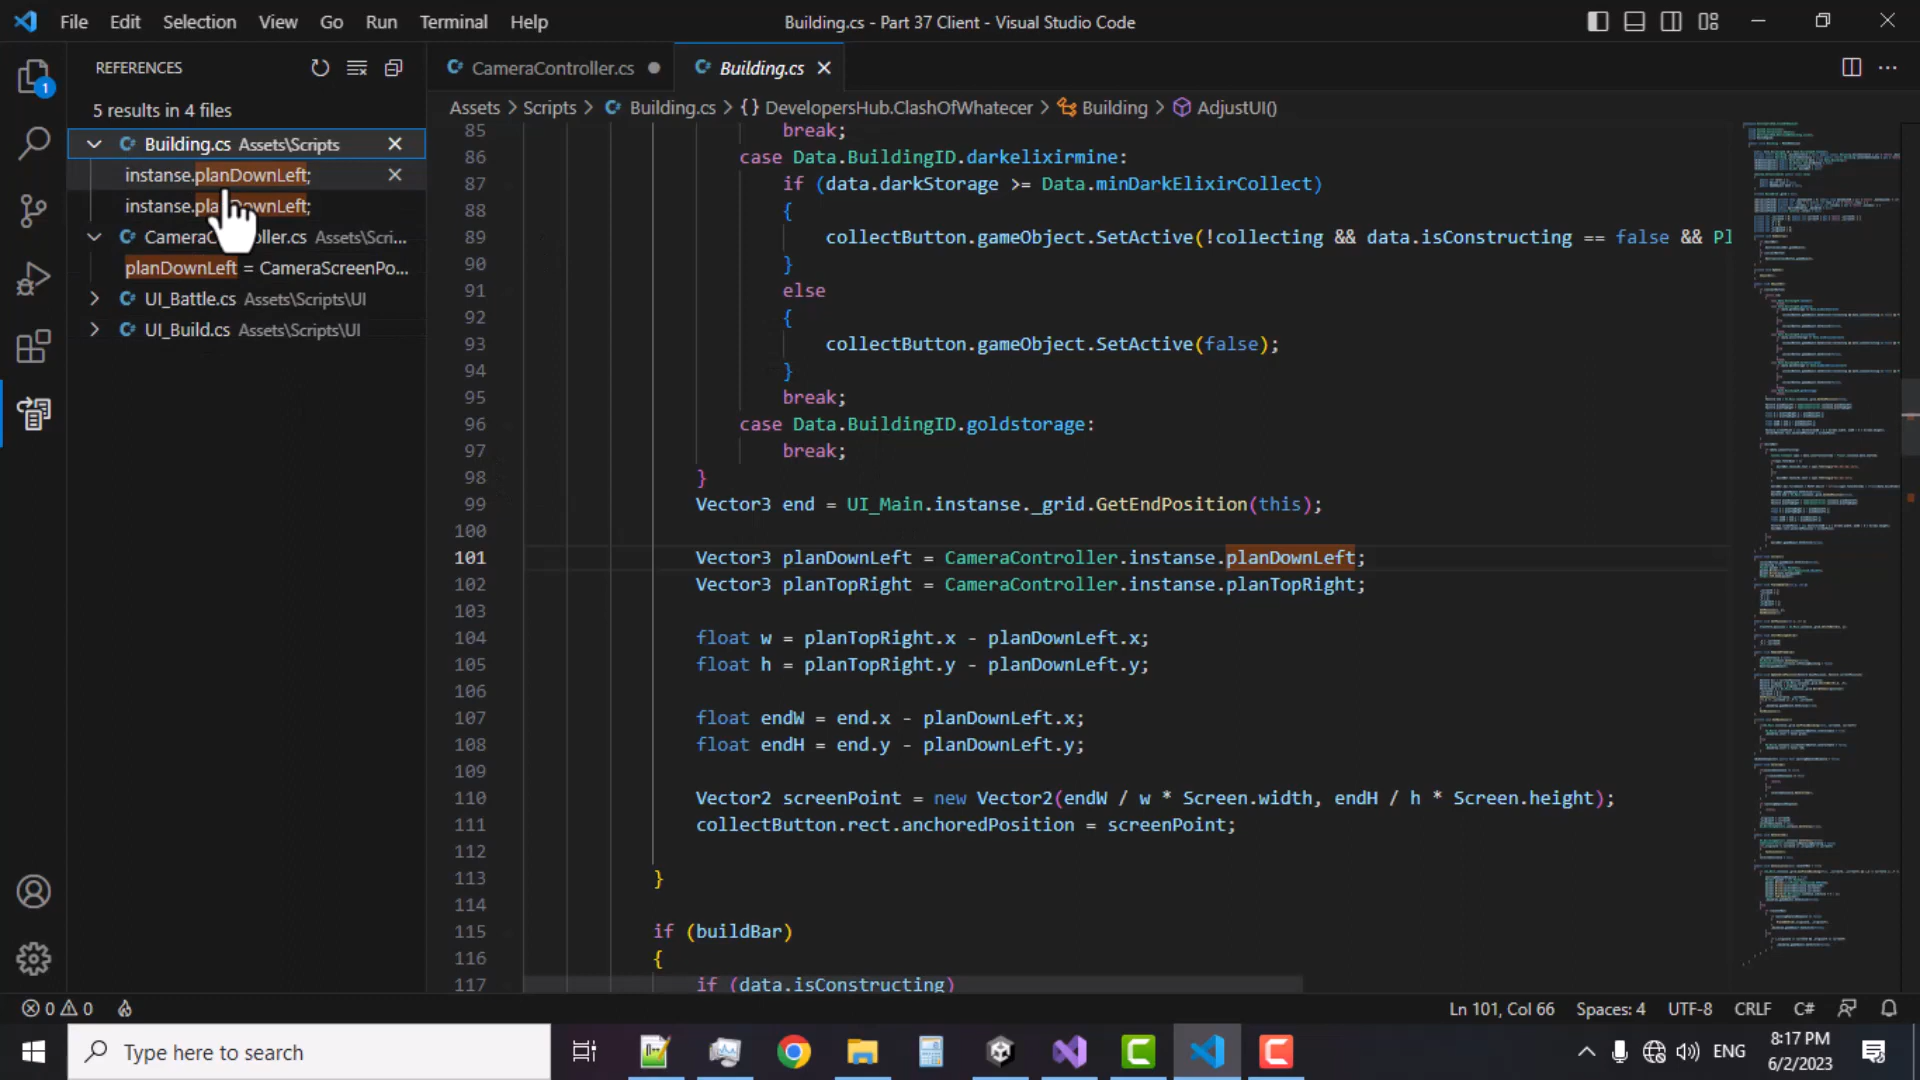 File Edit Selection View Go Run Terminal Help
Building.cs - Part 37 Client - Visual Studio Code
REFERENCES
5 results in 4 files
Building.cs Assets\Scripts
instanse.planDownLeft;
instanse.planDownLeft;
CameraController.cs Assets\Scri...
planDownLeft = CameraScreenPo...
UI_Battle.cs Assets\Scripts\UI
UI_Build.cs Assets\Scripts\UI
1
CameraController.cs
Building.cs
Assets > Scripts > Building.cs > {} DevelopersHub.ClashOfWhatecer > Building > AdjustUI()
85 break;
86 case Data.BuildingID.darkelixirmine:
87 if (data.darkStorage >= Data.minDarkElixirCollect)
88 {
89 collectButton.gameObject.SetActive(!collecting && data.isConstructing == false && Pl
90 }
91 else
92 {
93 collectButton.gameObject.SetActive(false);
94 }
95 break;
96 case Data.BuildingID.goldstorage:
97 break;
98 }
99 Vector3 end = UI_Main.instanse._grid.GetEndPosition(this);
100
101 Vector3 planDownLeft = CameraController.instanse.planDownLeft;
102 Vector3 planTopRight = CameraController.instanse.planTopRight;
103
104 float w = planTopRight.x - planDownLeft.x;
105 float h = planTopRight.y - planDownLeft.y;
106
107 float endW = end.x - planDownLeft.x;
108 float endH = end.y - planDownLeft.y;
109
110 Vector2 screenPoint = new Vector2(endW / w * Screen.width, endH / h * Screen.height);
111 collectButton.rect.anchoredPosition = screenPoint;
112
113 }
114
115 if (buildBar)
116 {
117 if (data.isConstructing)
0 0
Ln 101, Col 66 Spaces: 4 UTF-8 CRLF C#
Type here to search
ENG
8:17 PM
6/2/2023